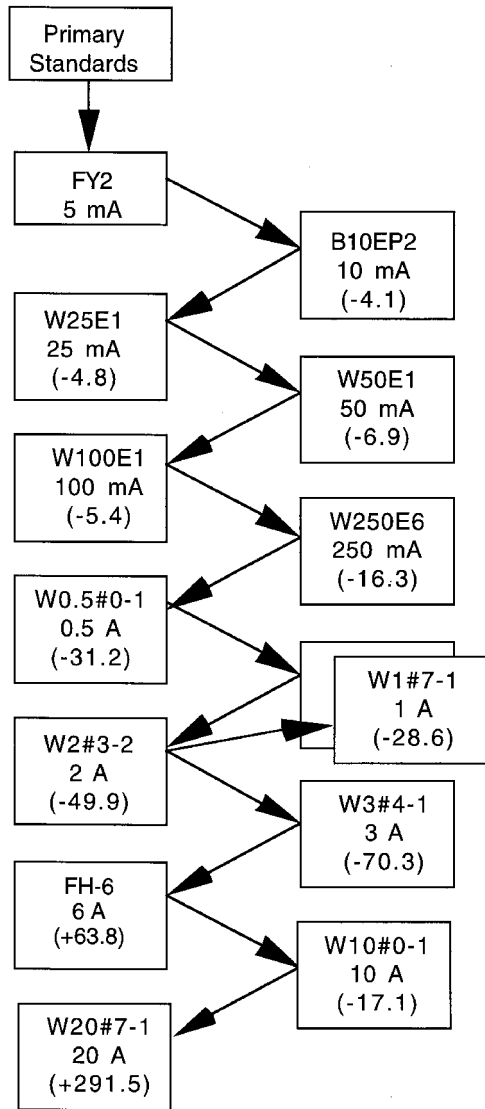 Primary
Standards
FY2
5 mA
B10EP2
10 mA
(-4.1)
W25E1
25 mA
(-4.8)
W50E1
50 mA
(-6.9)
W100E1
100 mA
(-5.4)
W250E6
250 mA
(-16.3)
W0.5#0-1
0.5 A
(-31.2)
W1#7-1
1 A
(-28.6)
W2#3-2
2 A
(-49.9)
W3#4-1
3 A
(-70.3)
FH-6
6 A
(+63.8)
W10#0-1
10 A
(-17.1)
W20#7-1
20 A
(+291.5)